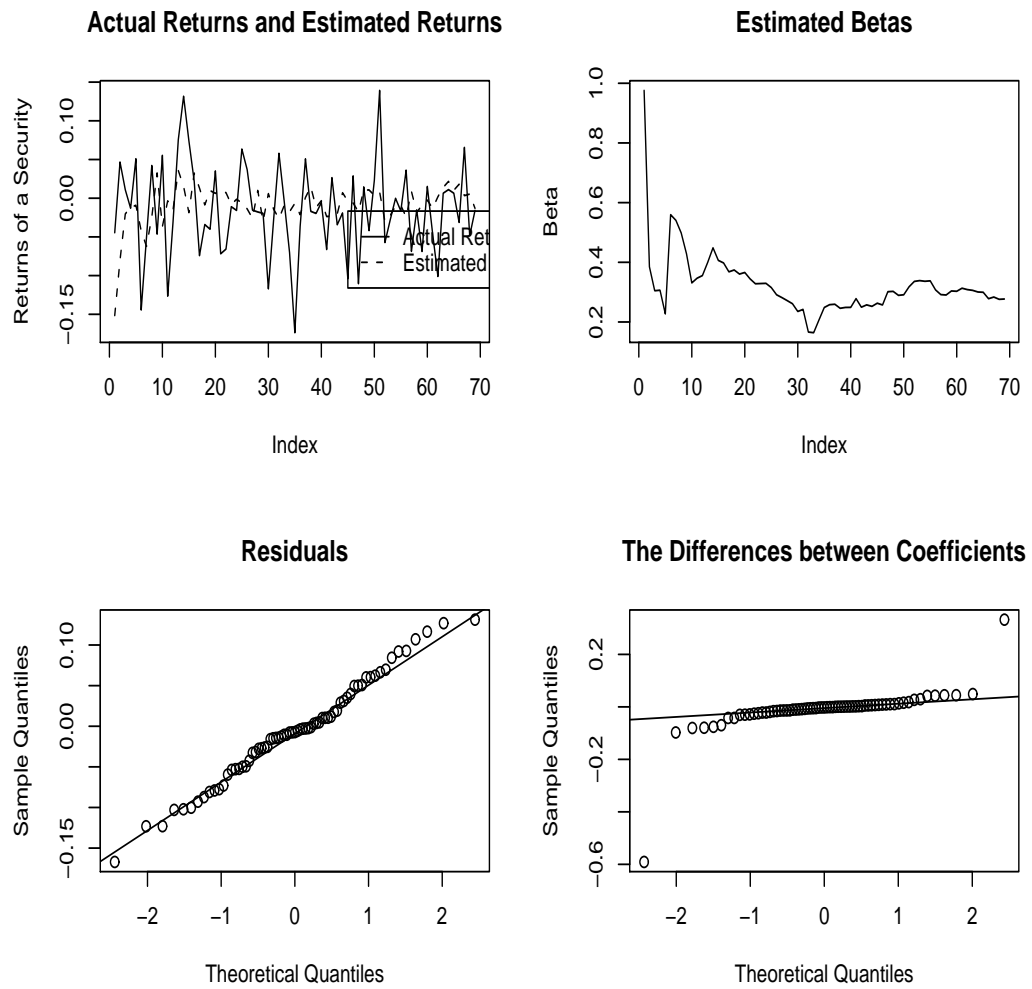 Actual Returns and Estimated Returns
Returns of a Security
0.10
0.00
−0.15
Actual Ret
Estimated
0 10 20 30 40 50 60 70
Index
Estimated Betas
Beta
1.0
0.8
0.6
0.4
0.2
0 10 20 30 40 50 60 70
Index
Residuals
Sample Quantiles
0.10
0.00
−0.15
−2 −1 0 1 2
Theoretical Quantiles
The Differences between Coefficients
Sample Quantiles
0.2
−0.2
−0.6
−2 −1 0 1 2
Theoretical Quantiles